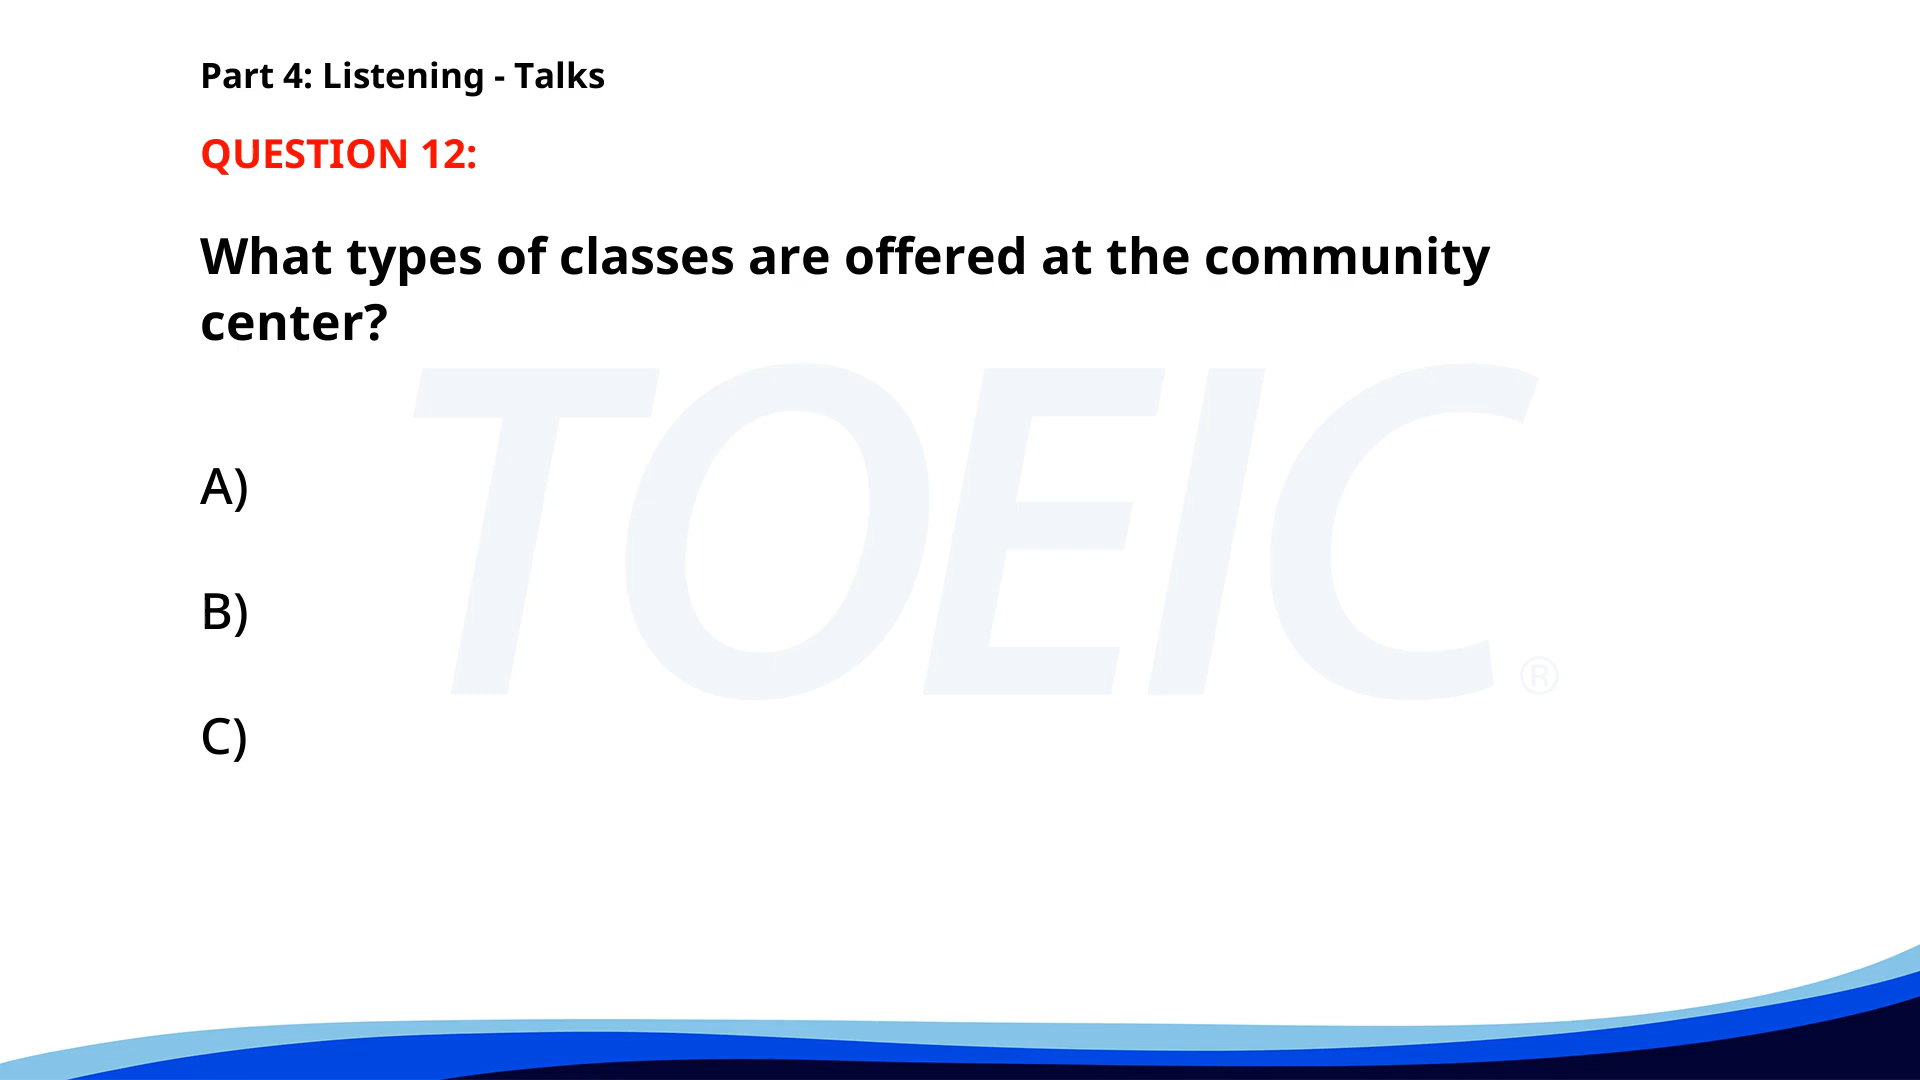 Part 4: Listening - Talks
QUESTION 12:
What types of classes are offered at the community
center?
TOEIC®
A)
B)
C)